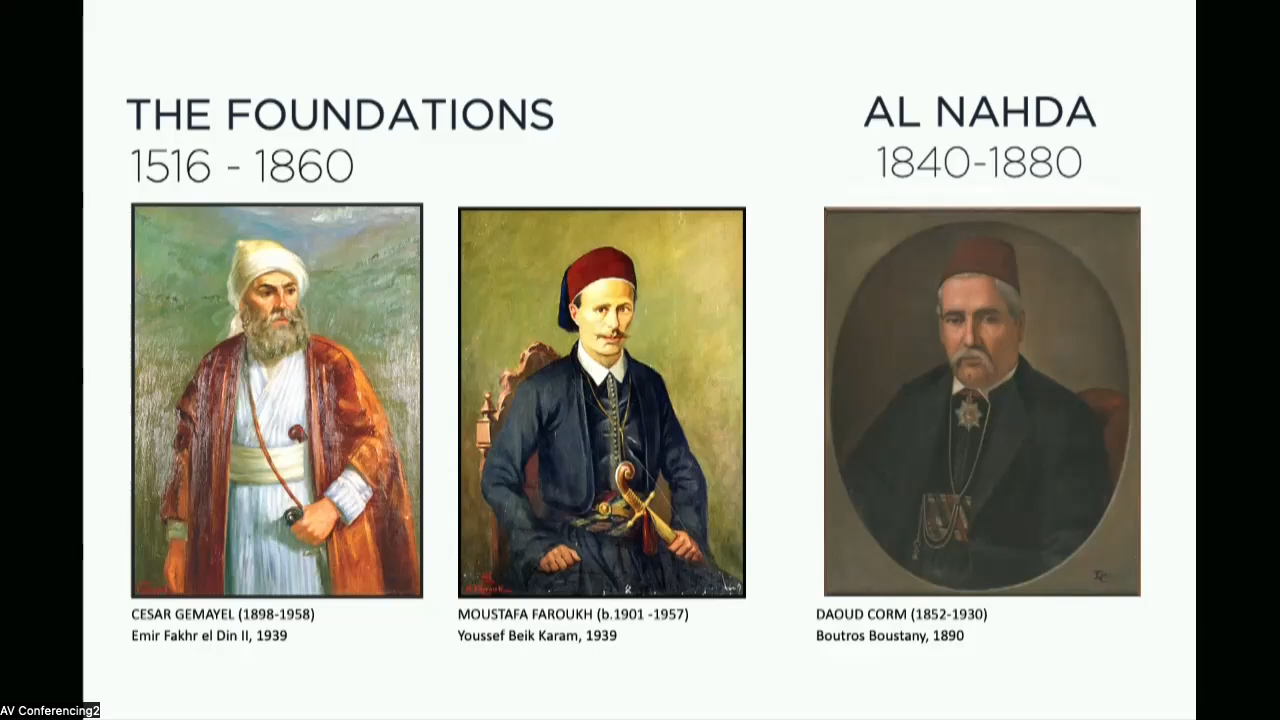 THE FOUNDATIONS
1516 - 1860
AL NAHDA
1840-1880
CESAR GEMAYEL (1898-1958)
Emir Fakhr el Din II, 1939
MOUSTAFA FAROUKH (b.1901 -1957)
Youssef Beik Karam, 1939
DAOUD CORM (1852-1930)
Boutros Boustany, 1890
AV Conferencing2